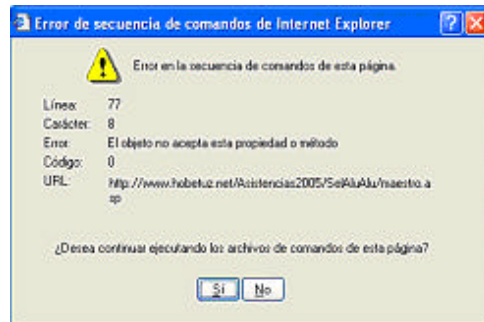 Error de secuencia de comandos de Internet Explorer
Error en la secuencia de comandos de esta página.
Línea: 77
Carácter: 8
Error: El objeto no acepta esta propiedad o método
Código: 0
URL: http://www.hobetuz.net/Asistencias2005/SelAluAlu/maestro.a
sp
¿Desea continuar ejecutando los archivos de comandos de esta página?
Sí No